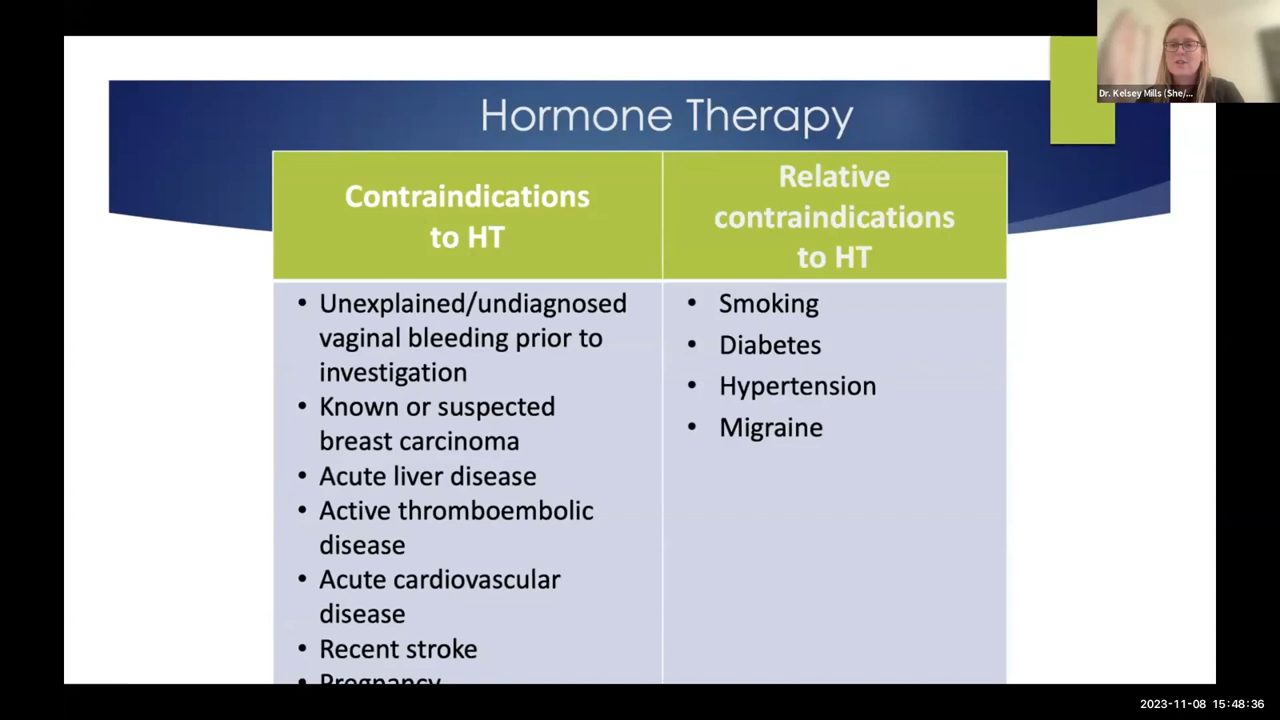 Hormone Therapy
Dr. Kelsey Mills (She/...
Contraindications
to HT
Relative
contraindications
to HT
• Unexplained/undiagnosed
vaginal bleeding prior to
investigation
• Known or suspected
breast carcinoma
• Acute liver disease
• Active thromboembolic
disease
• Acute cardiovascular
disease
• Recent stroke
• Pregnancy
• Smoking
• Diabetes
• Hypertension
• Migraine
2023-11-08 15:48:36